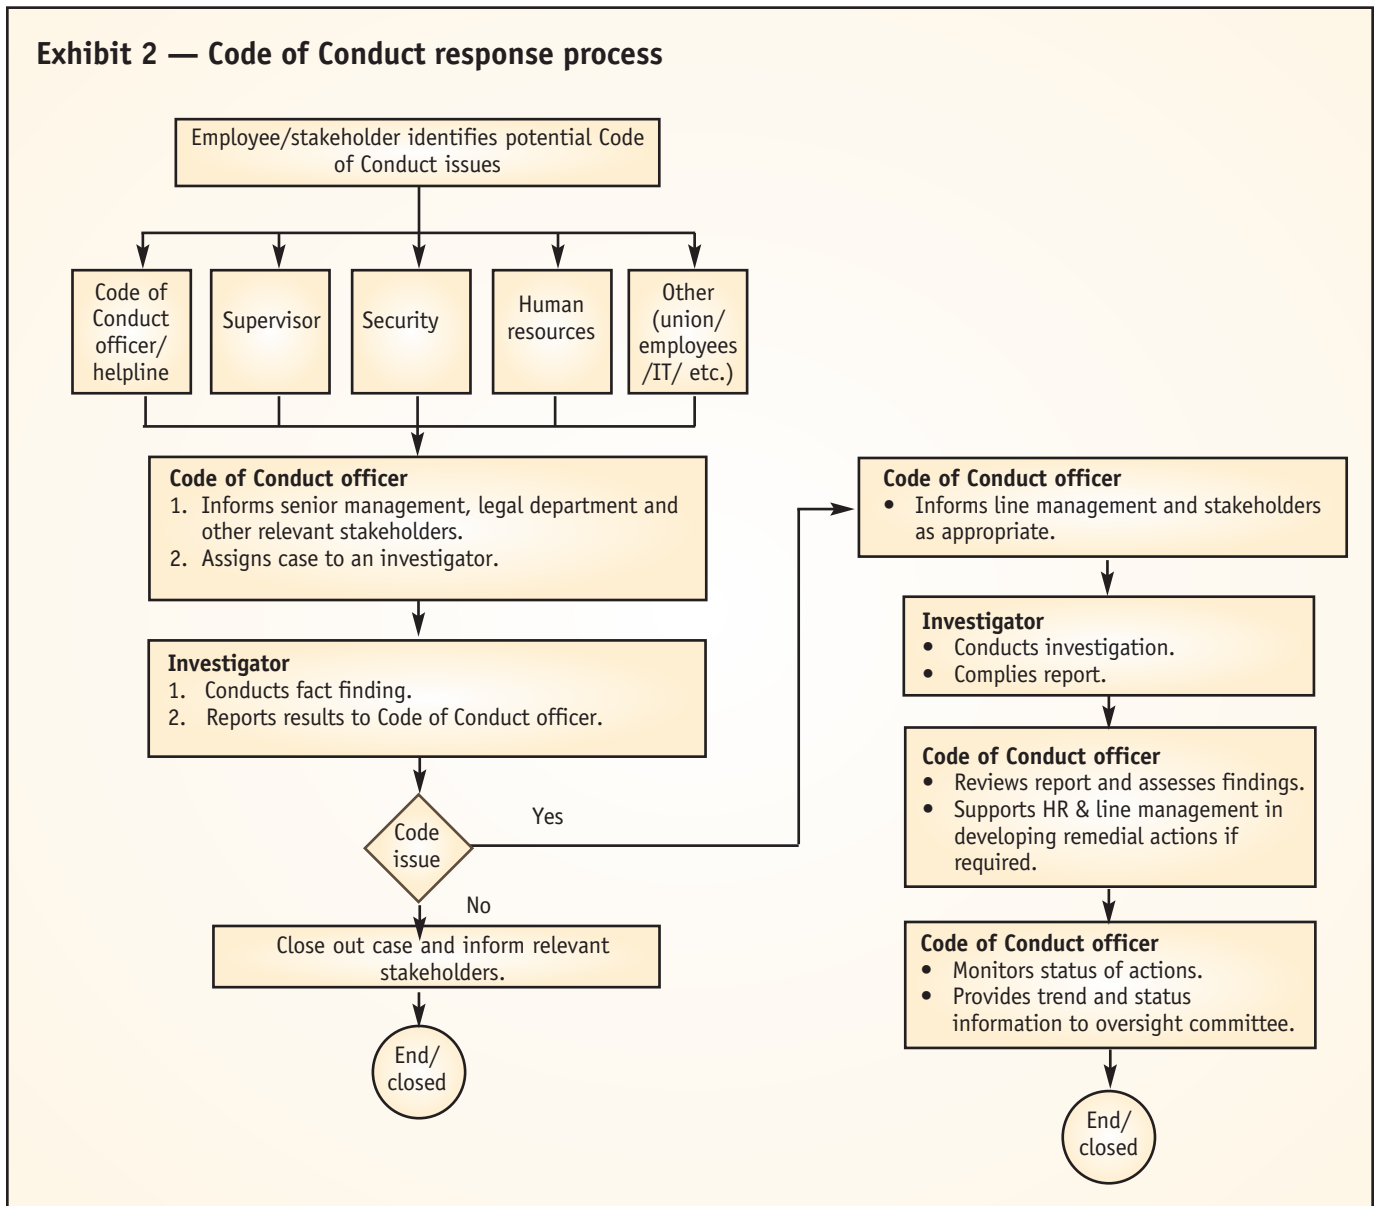 Exhibit 2 — Code of Conduct response process
Employee/stakeholder identifies potential Code
of Conduct issues
Code of
Conduct
officer/
helpline
Supervisor
Security
Human
resources
Other
(union/
employees
/IT/ etc.)
Code of Conduct officer
1. Informs senior management, legal department and
other relevant stakeholders.
2. Assigns case to an investigator.
Investigator
1. Conducts fact finding.
2. Reports results to Code of Conduct officer.
Code
issue
Yes
No
Close out case and inform relevant
stakeholders.
End/
closed
Code of Conduct officer
• Informs line management and stakeholders
as appropriate.
Investigator
• Conducts investigation.
• Complies report.
Code of Conduct officer
• Reviews report and assesses findings.
• Supports HR & line management in
developing remedial actions if
required.
Code of Conduct officer
• Monitors status of actions.
• Provides trend and status
information to oversight committee.
End/
closed